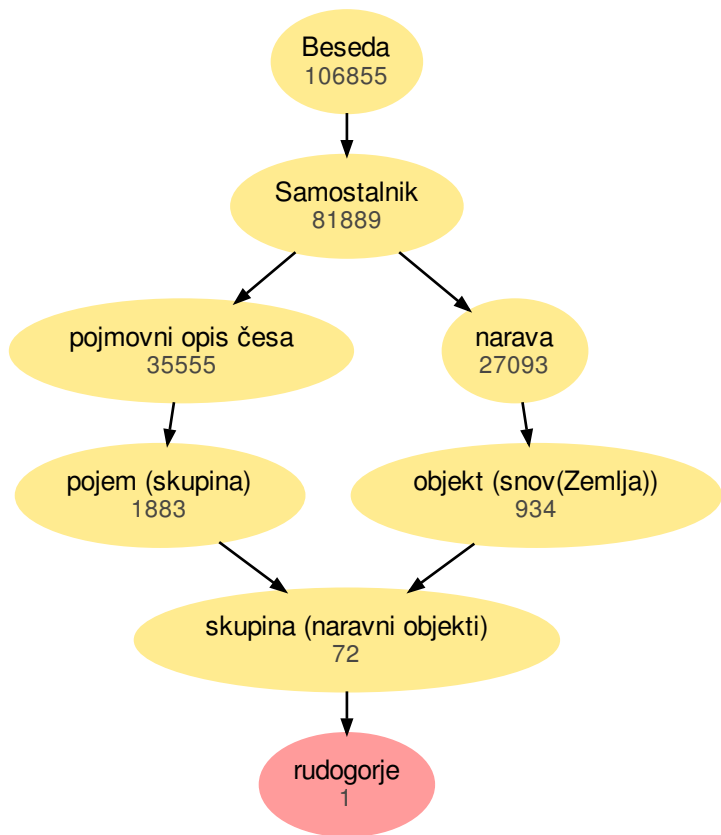 Beseda
106855
Samostalnik
81889
pojmovni opis česa
35555
narava
27093
pojem (skupina)
1883
objekt (snov(Zemlja))
934
skupina (naravni objekti)
72
rudogorje
1